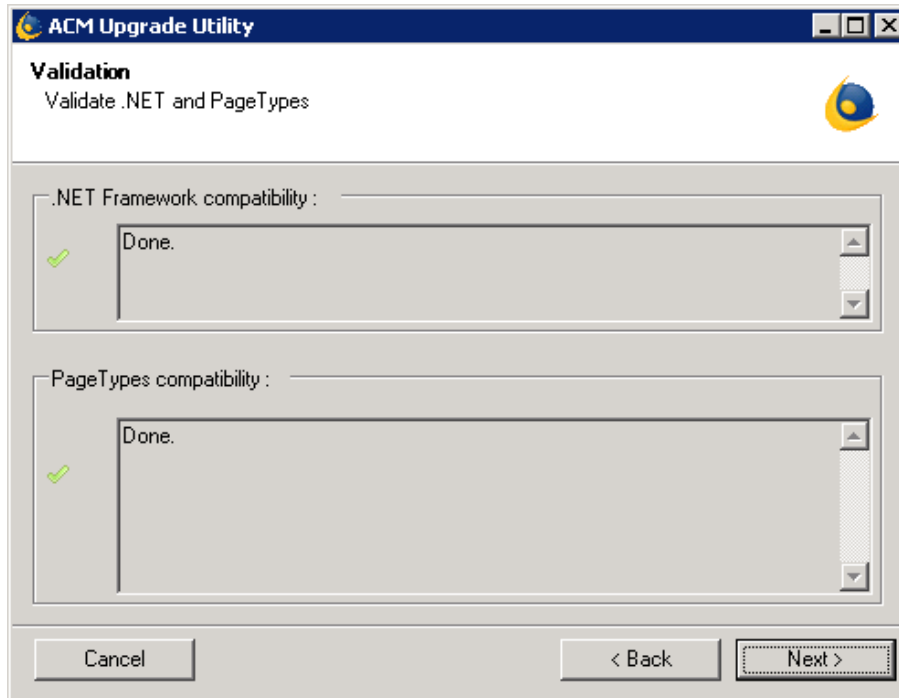 ACM Upgrade Utility
Validation
Validate .NET and PageTypes
.NET Framework compatibility :
Done.
PageTypes compatibility :
Done.
Cancel
< Back
Next >